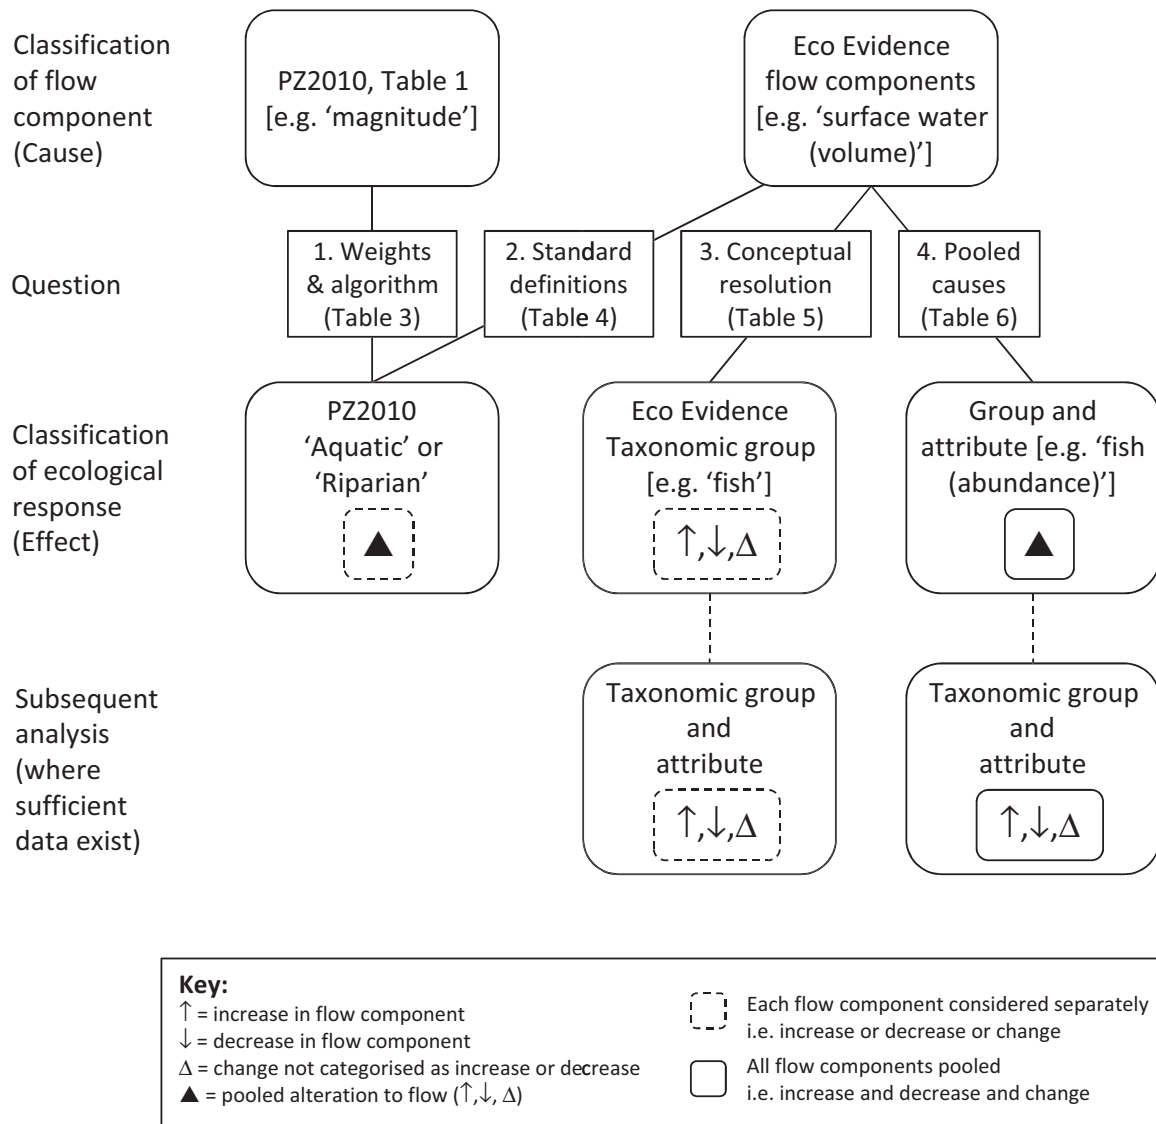 Classification
of flow
component
(Cause)
PZ2010, Table 1
[e.g. ‘magnitude’]
Eco Evidence
flow components
[e.g. ‘surface water
(volume)’]
Question
1. Weights
& algorithm
(Table 3)
2. Standard
definitions
(Table 4)
3. Conceptual
resolution
(Table 5)
4. Pooled
causes
(Table 6)
Classification
of ecological
response
(Effect)
PZ2010
‘Aquatic’ or
‘Riparian’
▲
Eco Evidence
Taxonomic group
[e.g. ‘fish’]
↑,↓,Δ
Group and
attribute [e.g. ‘fish
(abundance)’]
▲
Subsequent
analysis
(where
sufficient
data exist)
Taxonomic group
and
attribute
↑,↓,Δ
Taxonomic group
and
attribute
↑,↓,Δ
Key:
↑ = increase in flow component
↓ = decrease in flow component
Δ = change not categorised as increase or decrease
▲ = pooled alteration to flow (↑,↓, Δ)
Each flow component considered separately
i.e. increase or decrease or change
All flow components pooled
i.e. increase and decrease and change